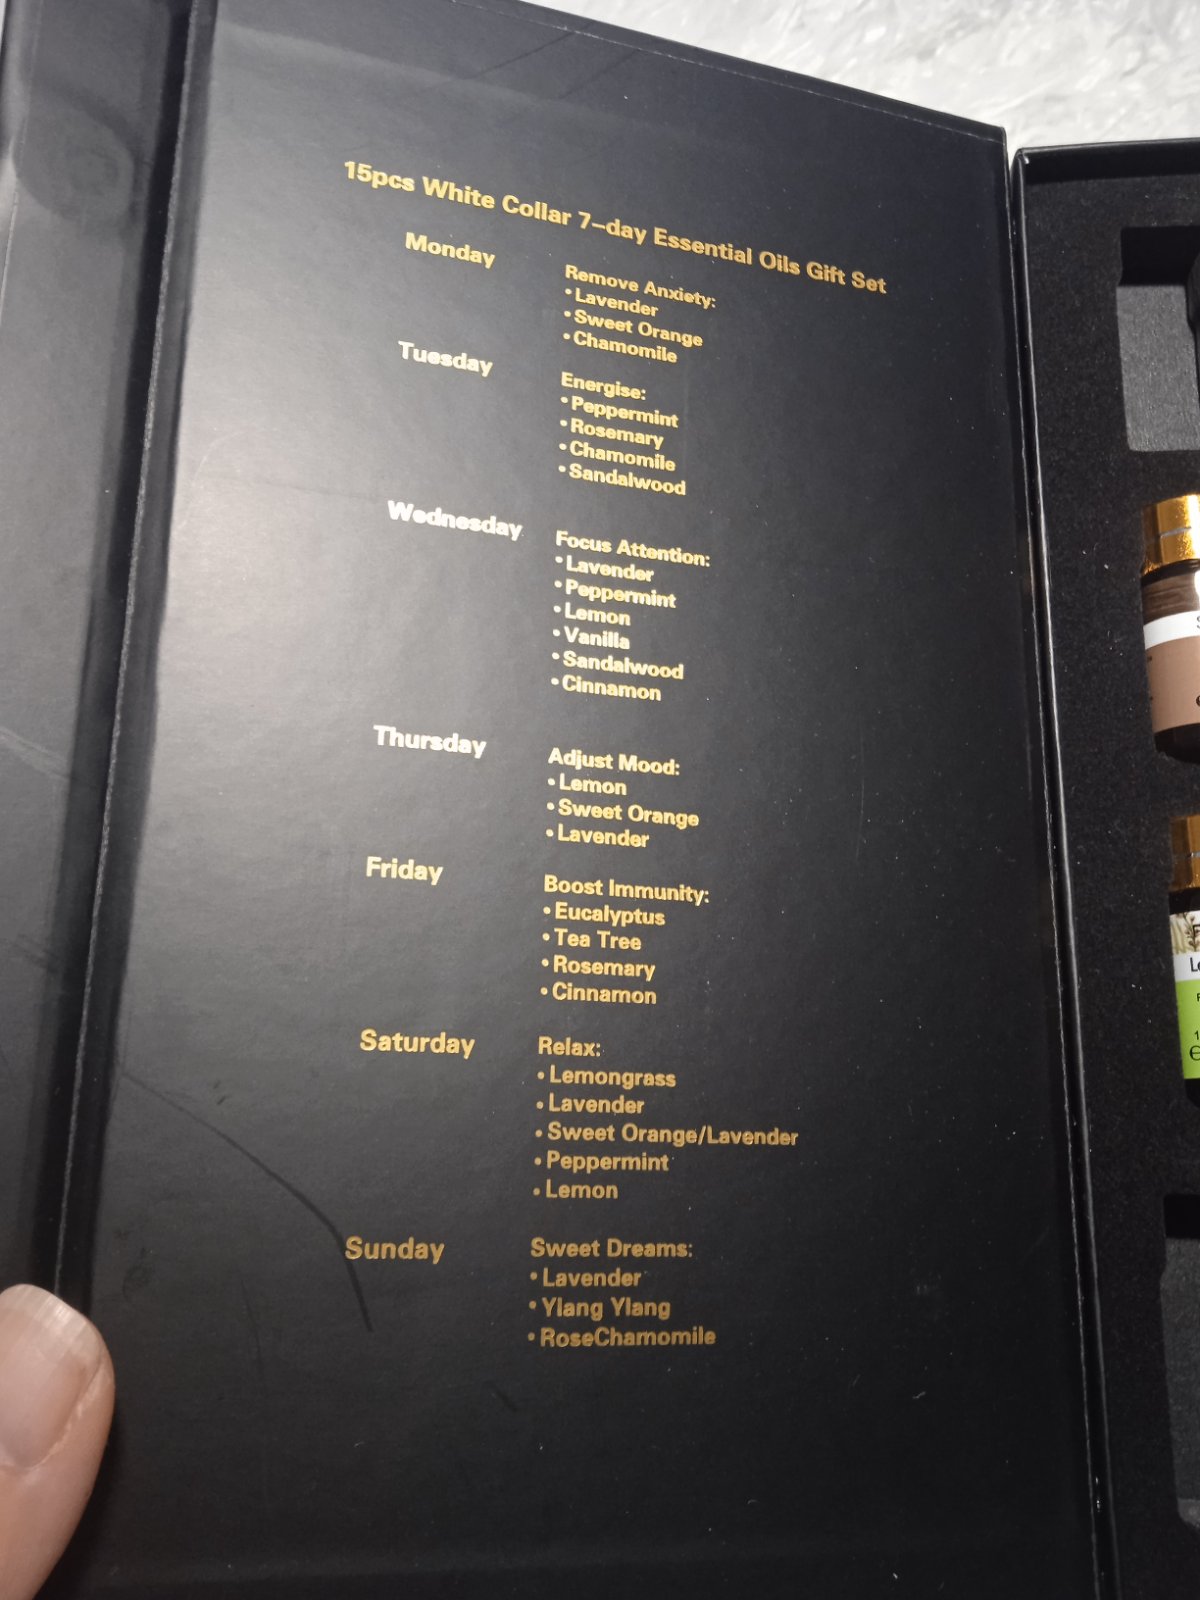 15pcs White Collar 7-day Essential Oils Gift Set
Monday
Remove Anxiety:
•Lavender
•Sweet Orange
•Chamomile
Tuesday
Energise:
•Peppermint
•Rosemary
•Chamomile
•Sandalwood
Wednesday
Focus Attention:
•Lavender
•Peppermint
•Lemon
•Vanilla
•Sandalwood
•Cinnamon
Thursday
Adjust Mood:
•Lemon
•Sweet Orange
•Lavender
Friday
Boost Immunity:
•Eucalyptus
•Tea Tree
•Rosemary
•Cinnamon
Saturday
Relax:
•Lemongrass
•Lavender
•Sweet Orange/Lavender
•Peppermint
•Lemon
Sunday
Sweet Dreams:
•Lavender
•Ylang Ylang
•RoseChamomile